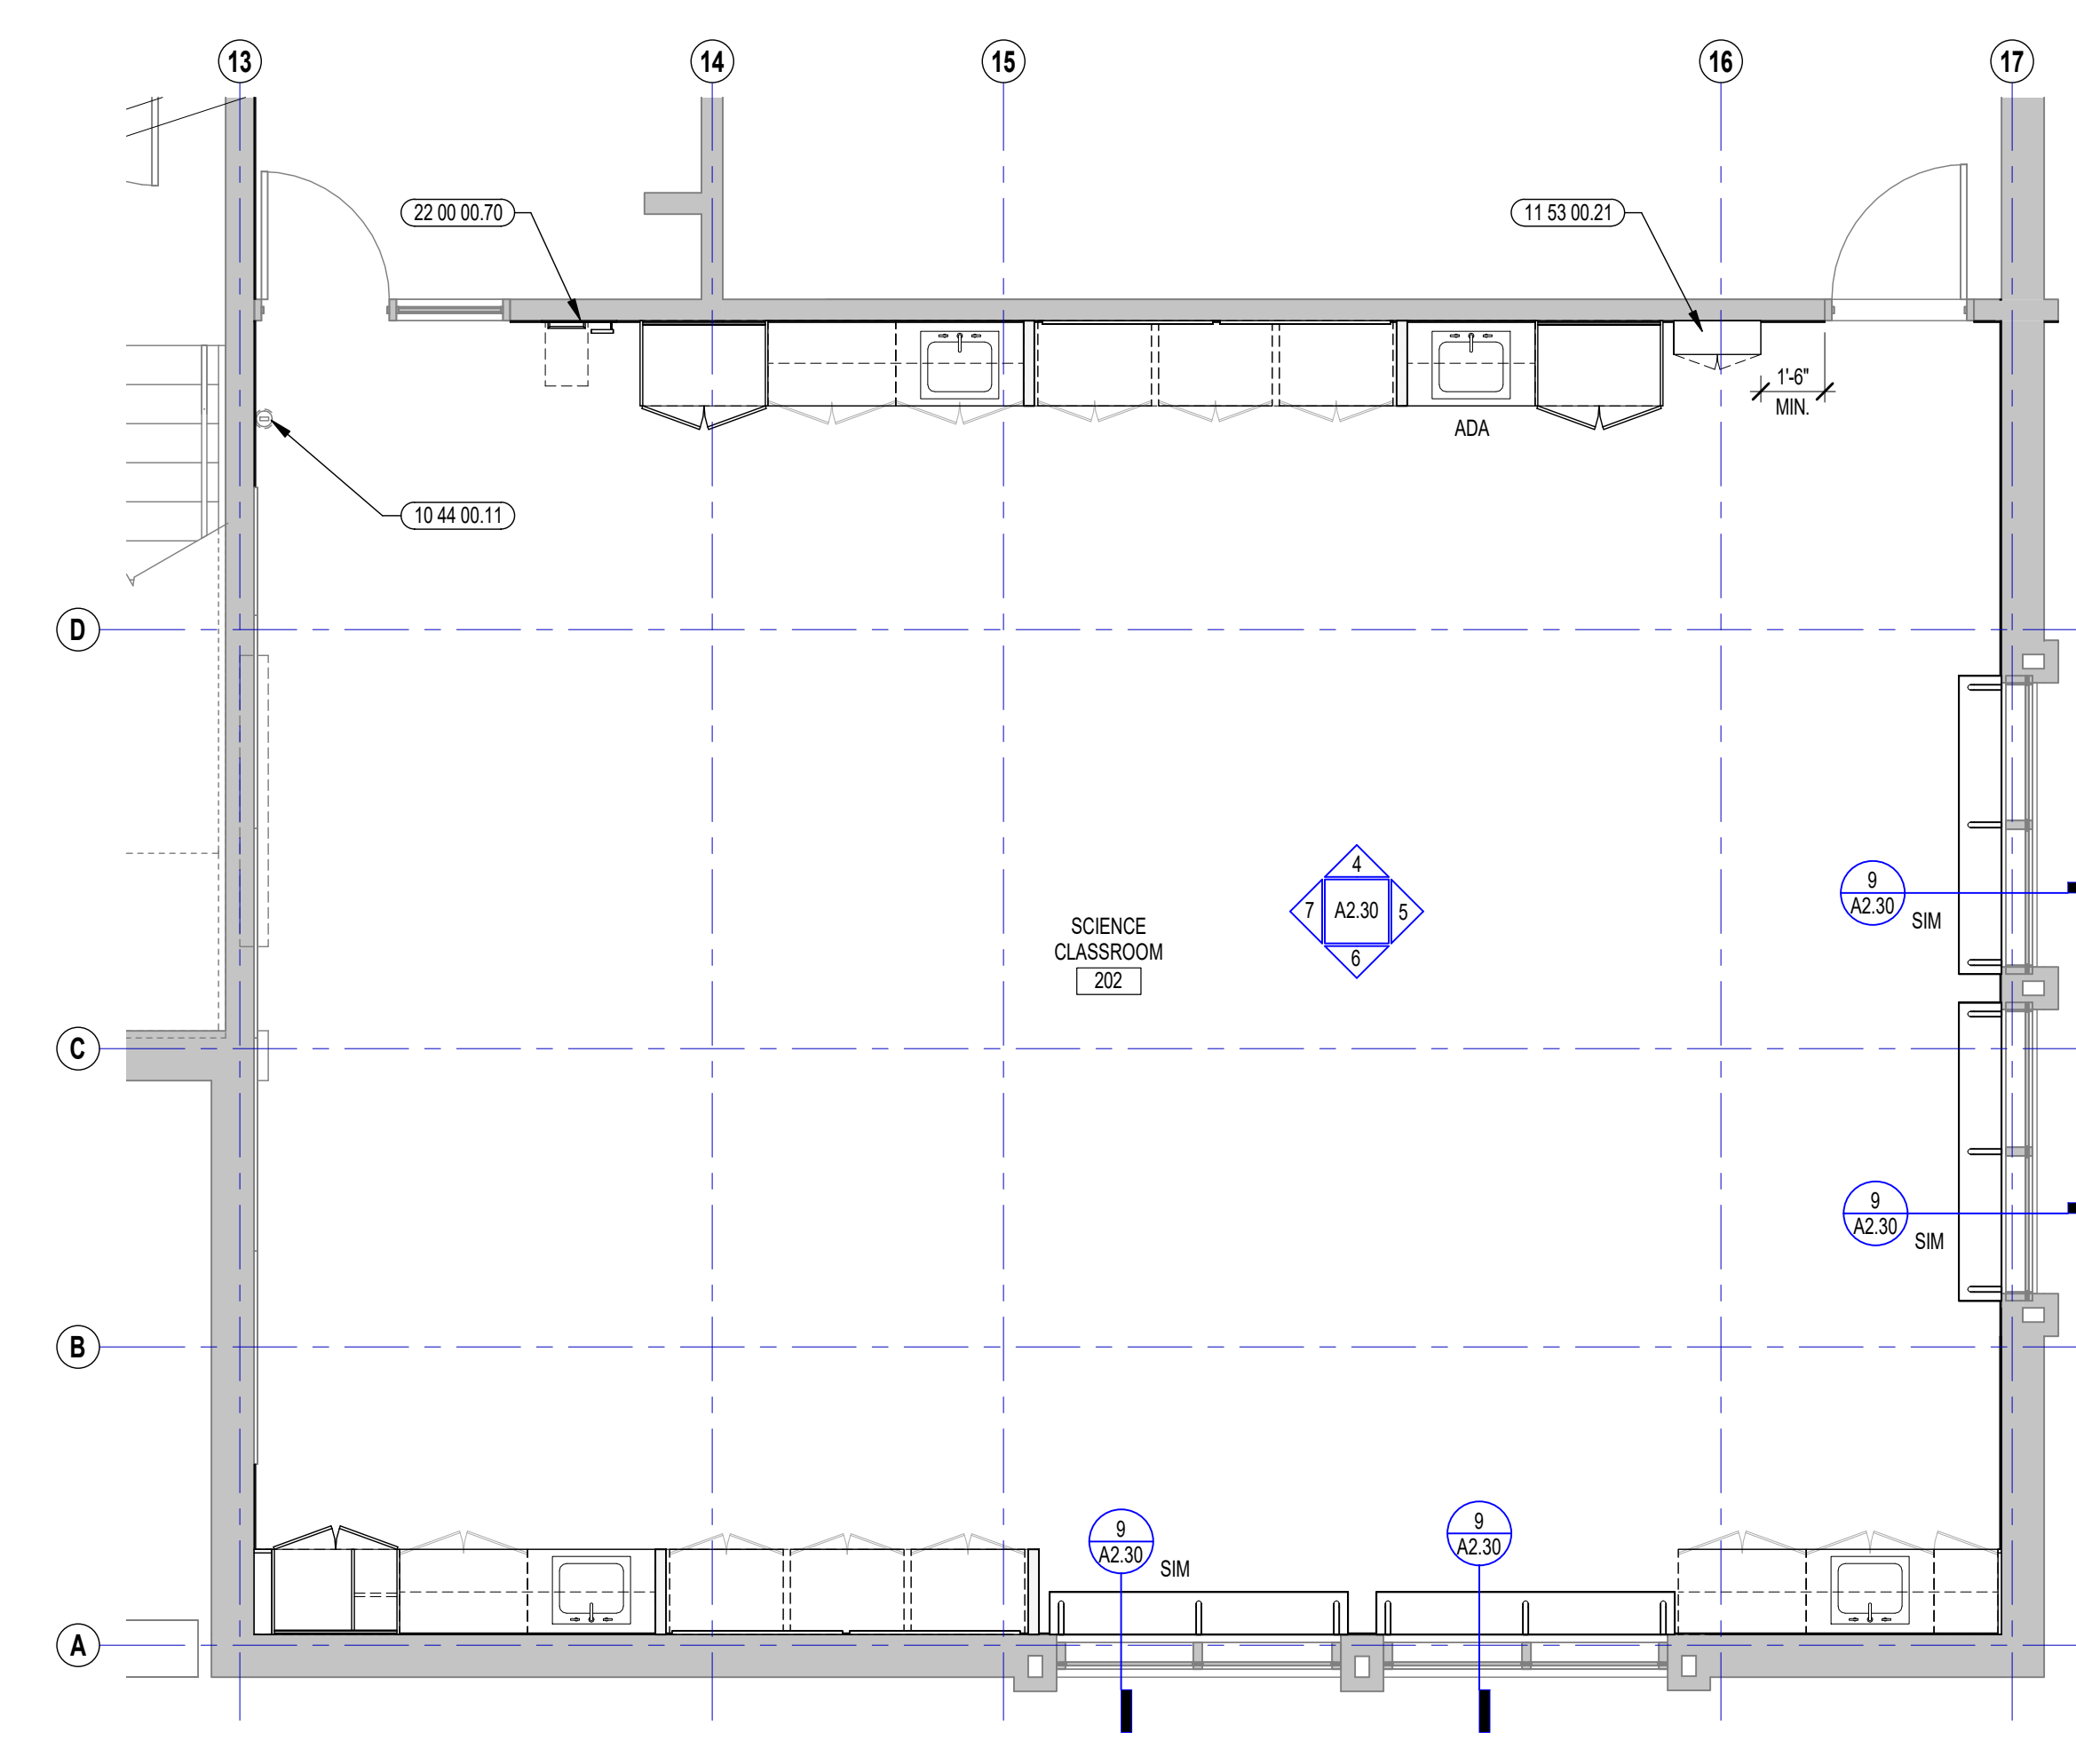 13
14
15
16
17
22 00 00.70
11 53 00.21
1'-6"
MIN.
ADA
10 44 00.11
D
4
7
A2.30
5
6
SCIENCE
CLASSROOM
202
9
A2.30
SIM
C
9
A2.30
SIM
B
9
A2.30
SIM
9
A2.30
A